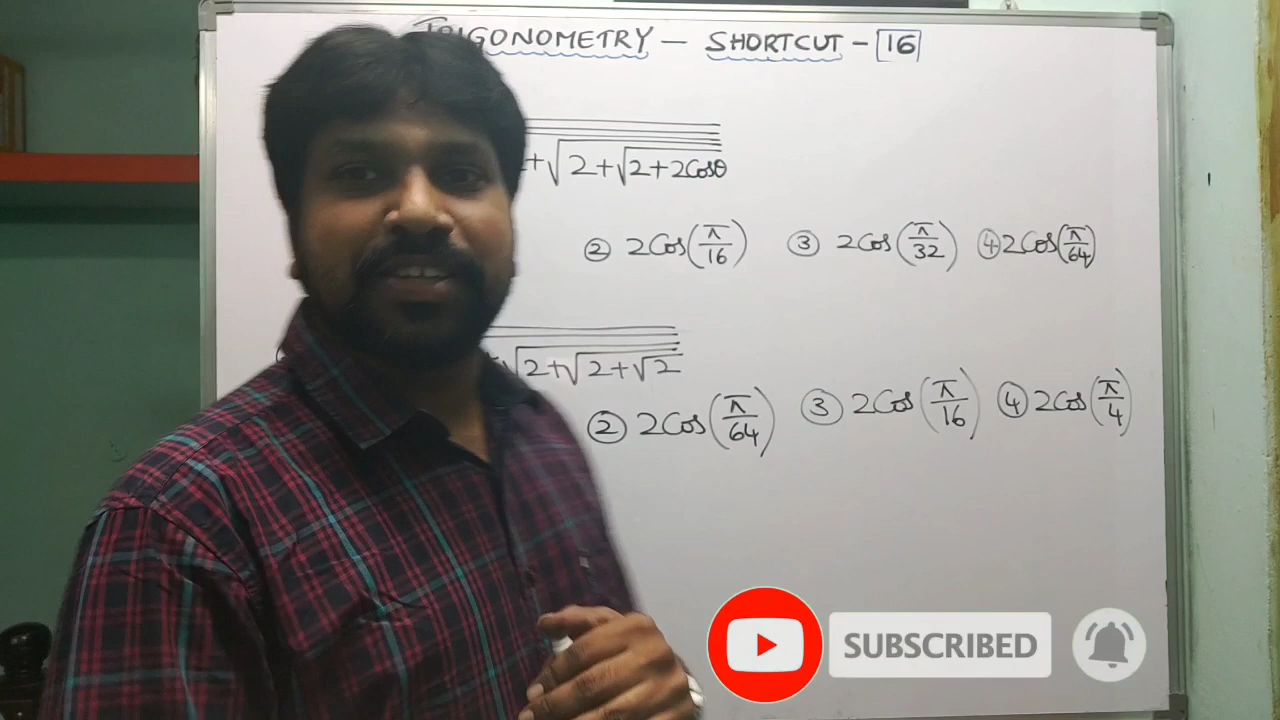 TRIGONOMETRY — SHORTCUT - 16
+√2+√2+2Cosθ
② 2Cos(π/16) ③ 2Cos(π/32) ④ 2Cos(π/64)
√2+√2+√2
② 2Cos(π/64) ③ 2Cos(π/16) ④ 2Cos(π/4)
SUBSCRIBED